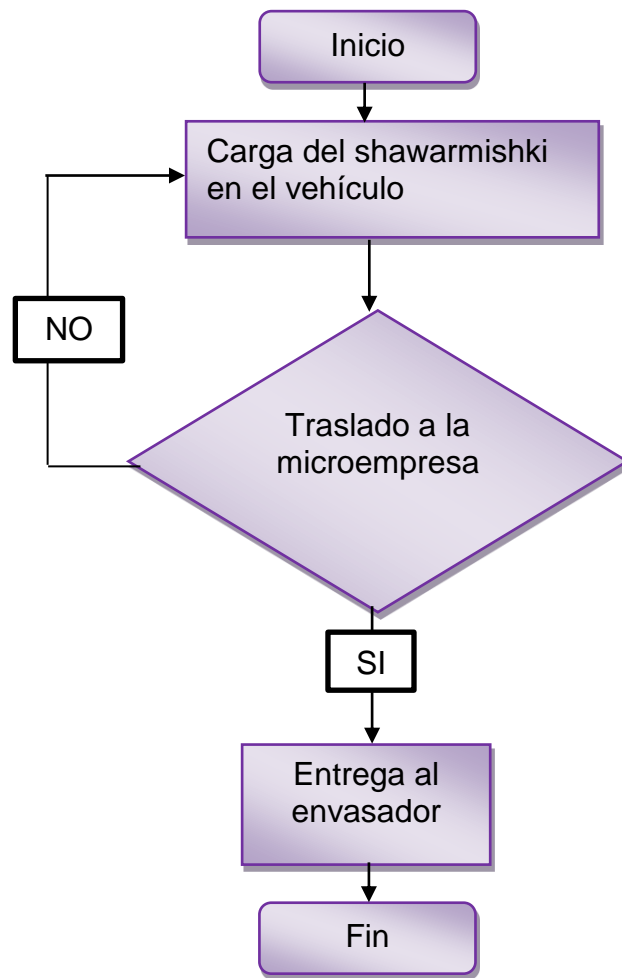 Inicio
Carga del shawarmishki
en el vehículo
NO
Traslado a la
microempresa
SI
Entrega al
envasador
Fin